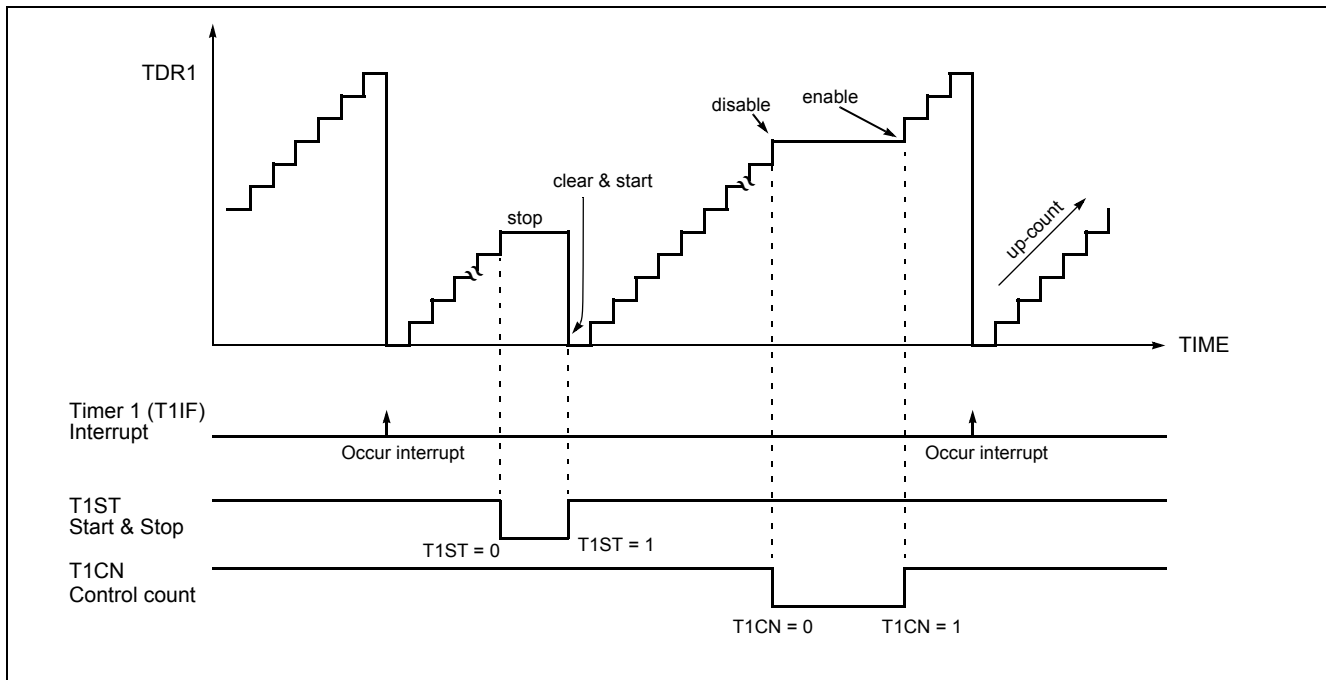 TDR1
disable
enable
clear & start
stop
up-count
TIME
Timer 1 (T1IF)
Interrupt
Occur interrupt
Occur interrupt
T1ST
Start & Stop
T1ST = 0
T1ST = 1
T1CN
Control count
T1CN = 0
T1CN = 1